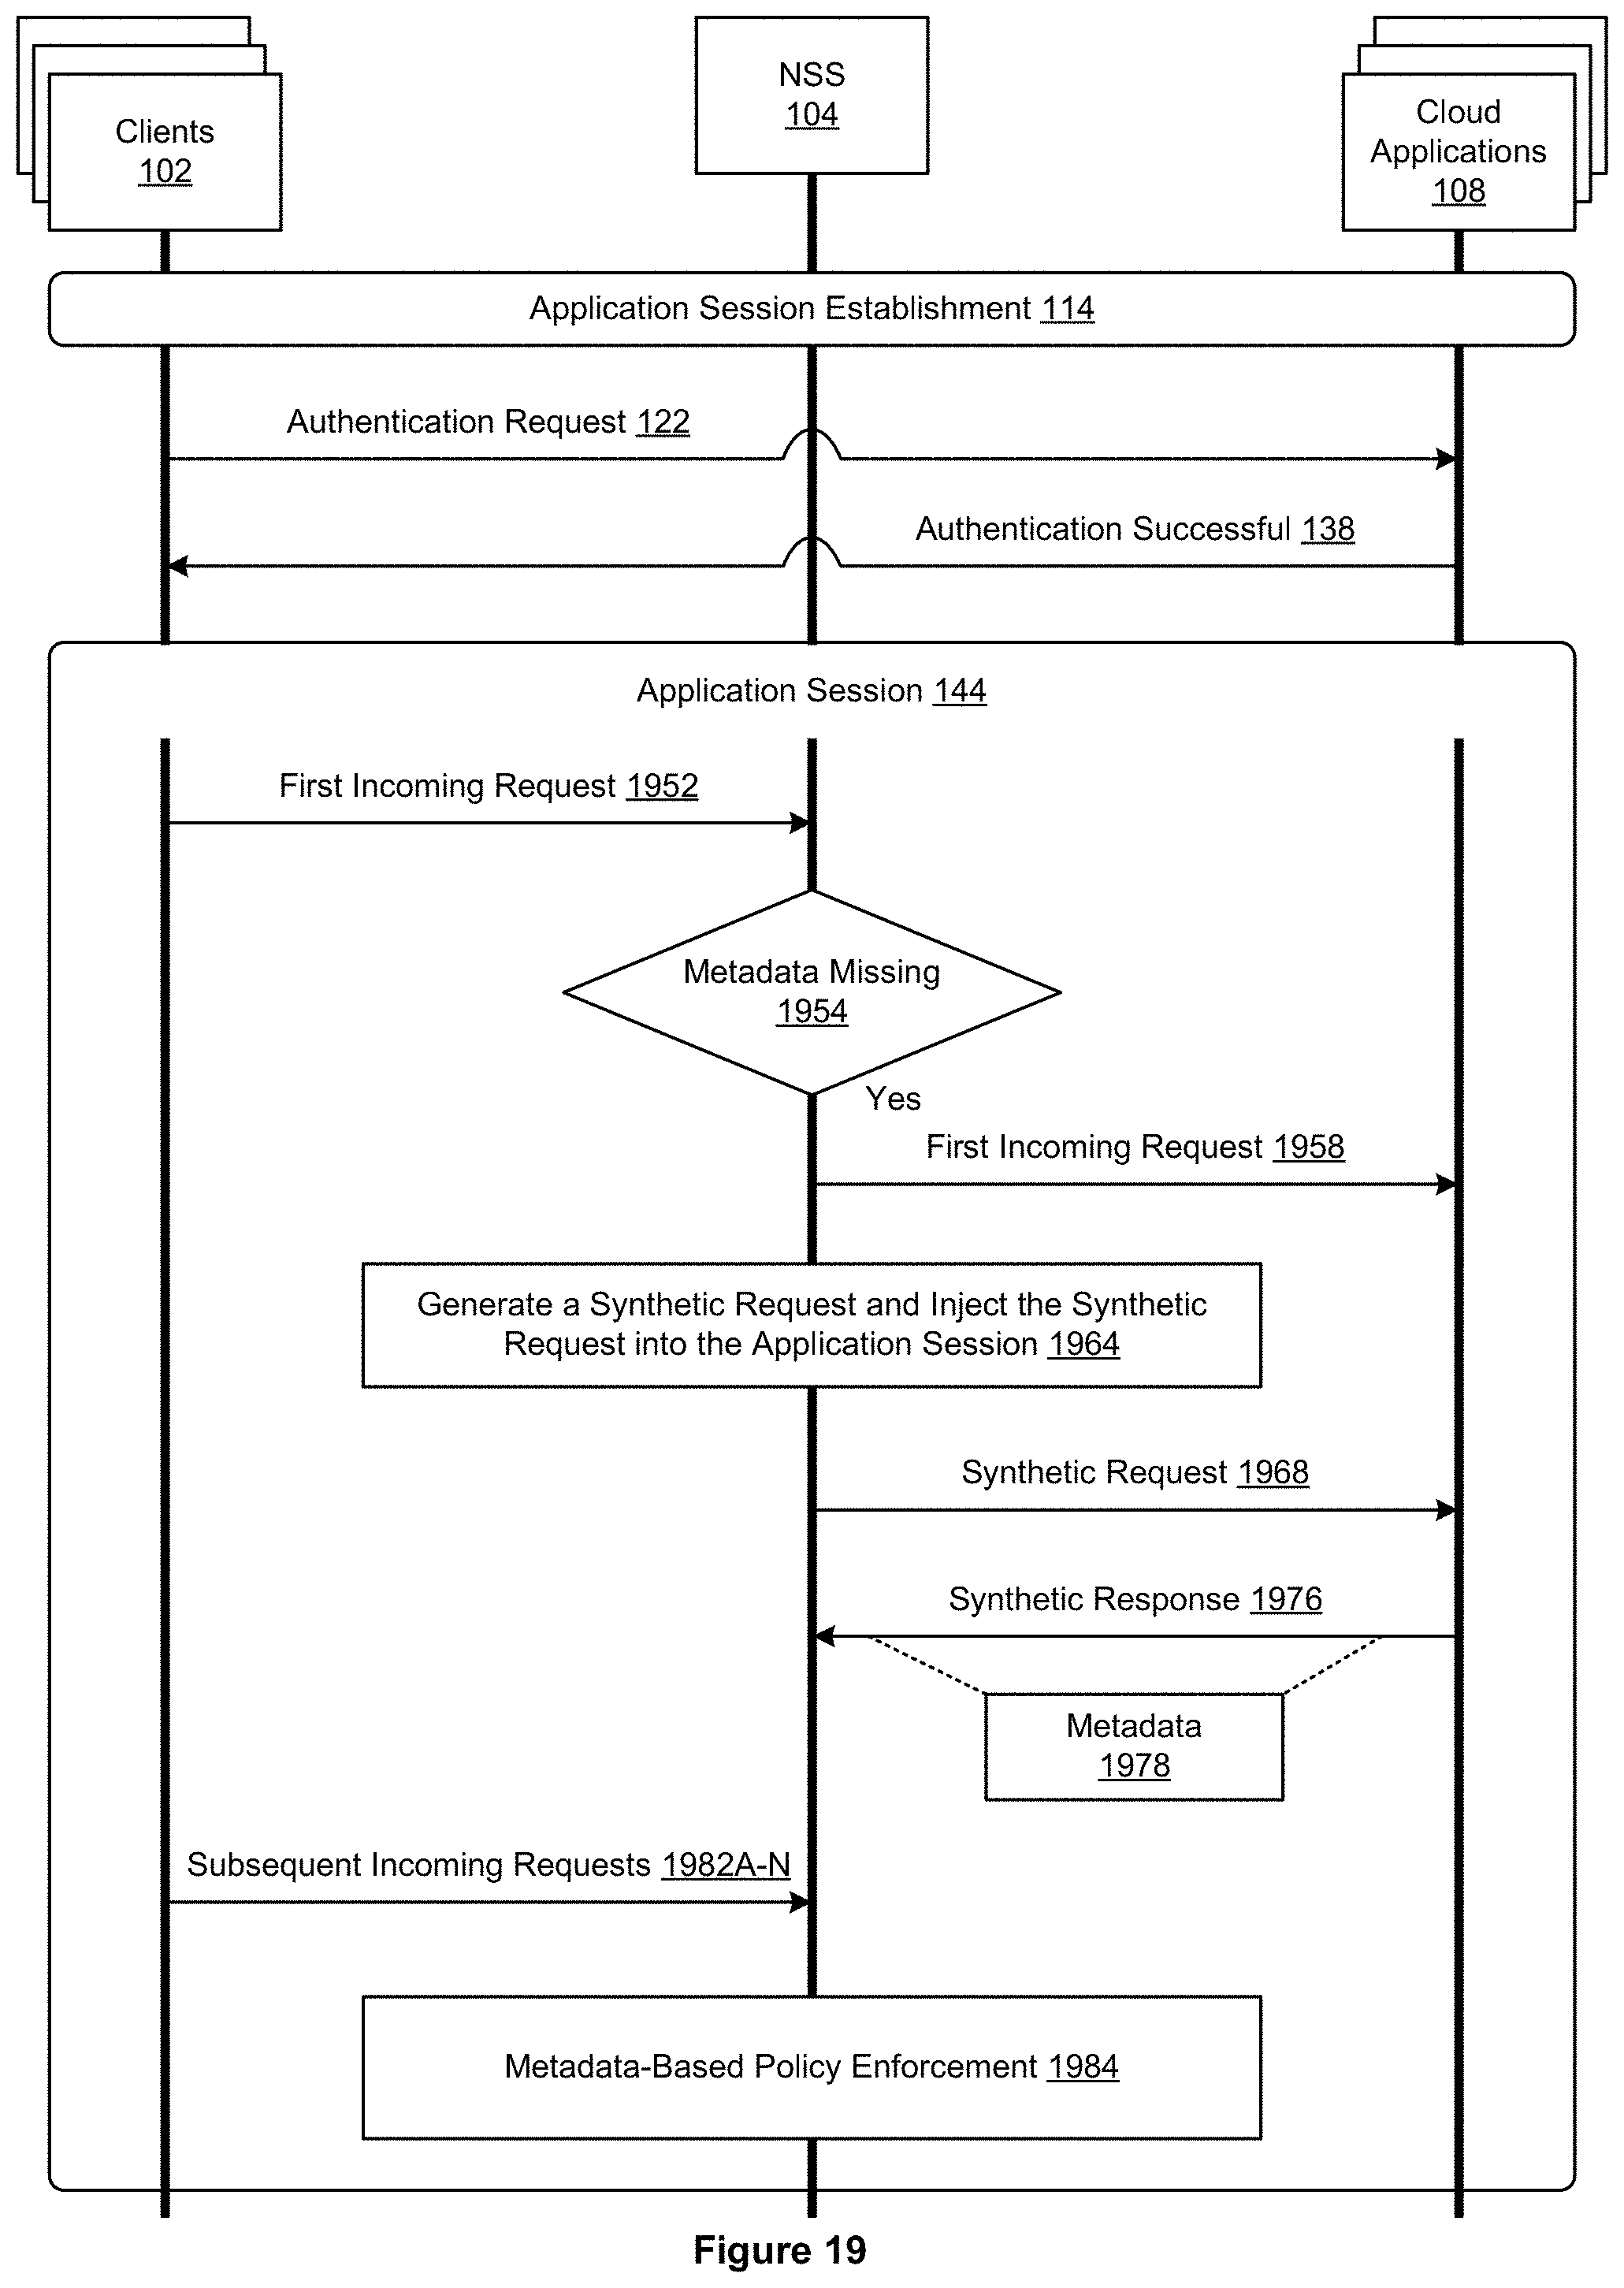 Clients
102
NSS
104
Cloud
Applications
108
Application Session Establishment 114
Authentication Request 122
Authentication Successful 138
Application Session 144
First Incoming Request 1952
Metadata Missing
1954
Yes
First Incoming Request 1958
Generate a Synthetic Request and Inject the Synthetic
Request into the Application Session 1964
Synthetic Request 1968
Synthetic Response 1976
Metadata
1978
Subsequent Incoming Requests 1982A-N
Metadata-Based Policy Enforcement 1984
Figure 19